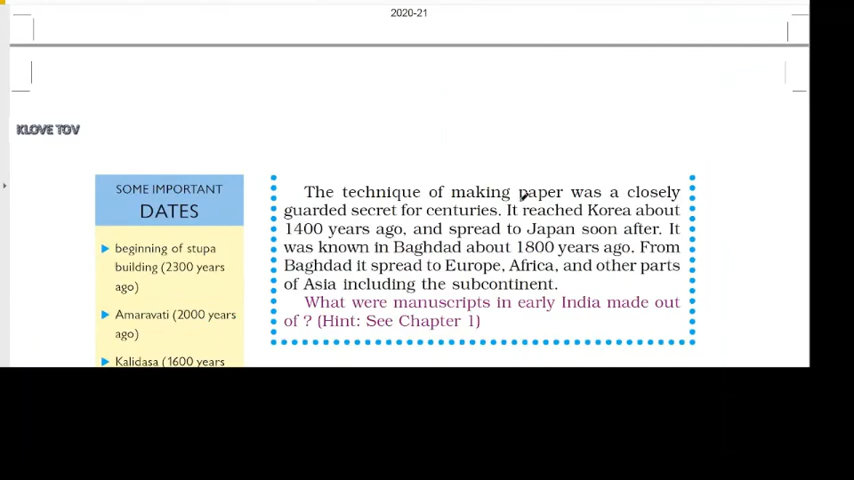 2020-21
KLOVE TOV
SOME IMPORTANT
DATES
beginning of stupa
building (2300 years
ago)
Amaravati (2000 years
ago)
Kalidasa (1600 years
The technique of making paper was a closely
guarded secret for centuries. It reached Korea about
1400 years ago, and spread to Japan soon after. It
was known in Baghdad about 1800 years ago. From
Baghdad it spread to Europe, Africa, and other parts
of Asia including the subcontinent.
What were manuscripts in early India made out
of ? (Hint: See Chapter 1)